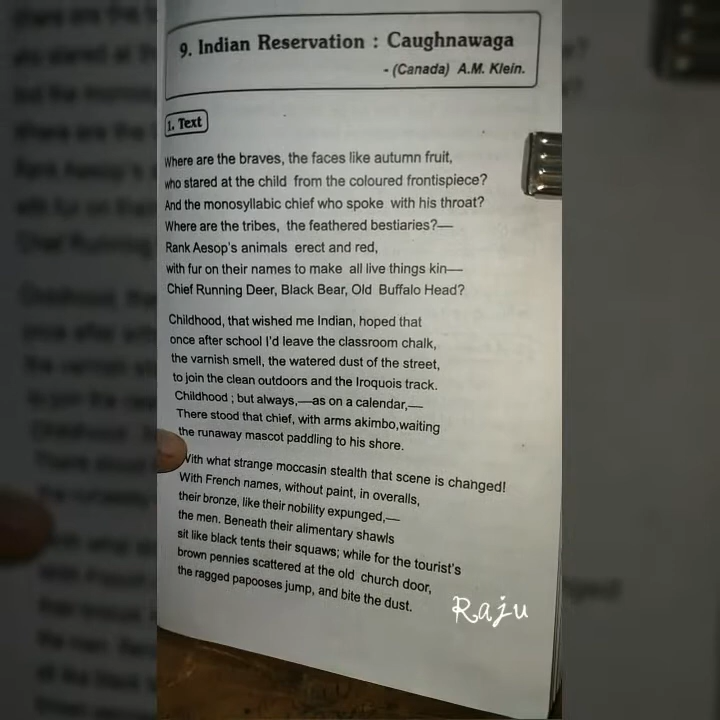 9. Indian Reservation : Caughnawaga
- (Canada) A.M. Klein.
1. Text
Where are the braves, the faces like autumn fruit,
who stared at the child from the coloured frontispiece?
And the monosyllabic chief who spoke with his throat?
Where are the tribes, the feathered bestiaries?—
Rank Aesop's animals erect and red,
with fur on their names to make all live things kin—
Chief Running Deer, Black Bear, Old Buffalo Head?
Childhood, that wished me Indian, hoped that
once after school I'd leave the classroom chalk,
the varnish smell, the watered dust of the street,
to join the clean outdoors and the Iroquois track.
Childhood ; but always,—as on a calendar,—
There stood that chief, with arms akimbo,waiting
the runaway mascot paddling to his shore.
With what strange moccasin stealth that scene is changed!
With French names, without paint, in overalls,
their bronze, like their nobility expunged,—
the men. Beneath their alimentary shawls
sit like black tents their squaws; while for the tourist's
brown pennies scattered at the old church door,
the ragged papooses jump, and bite the dust.
Raju